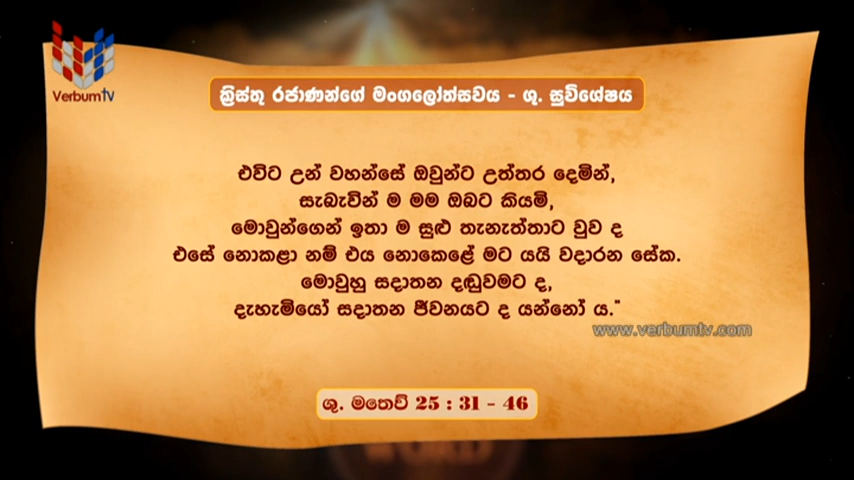 VerbumTV
ක්‍රිස්තු රජාණන්ගේ මංගලෝත්සවය - ශු. සුවිශේෂය
එවිට උන් වහන්සේ ඔවුන්ට උත්තර දෙමින්,
සැබැවින් ම මම ඔබට කියමි,
මොවුන්ගෙන් ඉතා ම සුළු තැනැත්තාට වුව ද
එසේ නොකළා නම් එය නොකෙළේ මට යයි වදාරන සේක.
මොවුහු සදාතන දඬුවමට ද,
දැහැමියෝ සදාතන ජීවනයට ද යන්නෝ ය."
www.verbumtv.com
ශු. මතෙව් 25 : 31 - 46